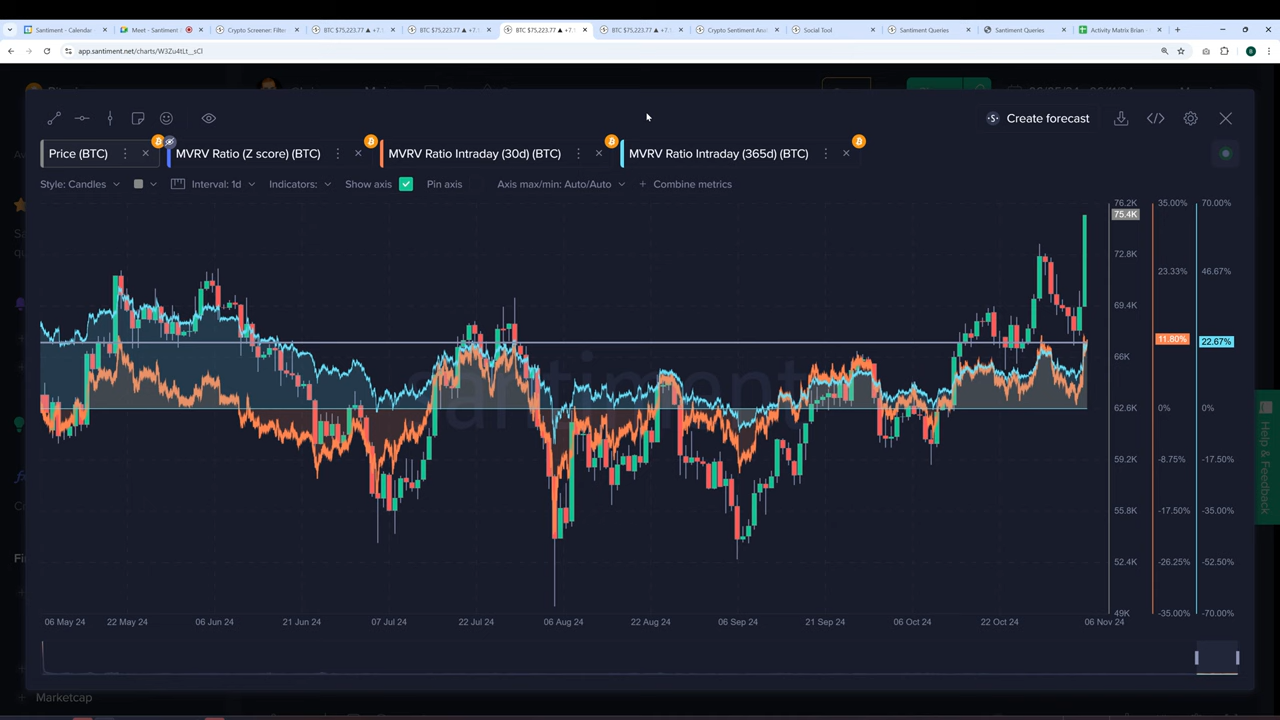 Santiment - Calendar
Meet - Santiment
Crypto Screener: Filter
BTC $75,223.77 ▲ +7.5
BTC $75,223.77 ▲ +7.5
BTC $75,223.77 ▲ +7.
BTC $75,223.77 ▲ +7.
Crypto Sentiment Ana
Social Tool
Santiment Queries
Santiment Queries
Activity Matrix Brian
app.santiment.net/charts/W3Zu4tLt__sCl
Create forecast
Price (BTC)
MVRV Ratio (Z score) (BTC)
MVRV Ratio Intraday (30d) (BTC)
MVRV Ratio Intraday (365d) (BTC)
Style: Candles
Interval: 1d
Indicators:
Show axis
Pin axis
Axis max/min: Auto/Auto
+ Combine metrics
76.2K 35.00% 70.00%
75.4K
72.8K 23.33% 46.67%
69.4K
11.80% 22.67%
66K
santiment
62.6K 0% 0%
59.2K -8.75% -17.50%
55.8K -17.50% -35.00%
52.4K -26.25% -52.50%
49K -35.00% -70.00%
06 May 24 22 May 24 06 Jun 24 21 Jun 24 07 Jul 24 22 Jul 24 06 Aug 24 22 Aug 24 06 Sep 24 21 Sep 24 06 Oct 24 22 Oct 24 06 Nov 24
Help & Feedback
Marketcap